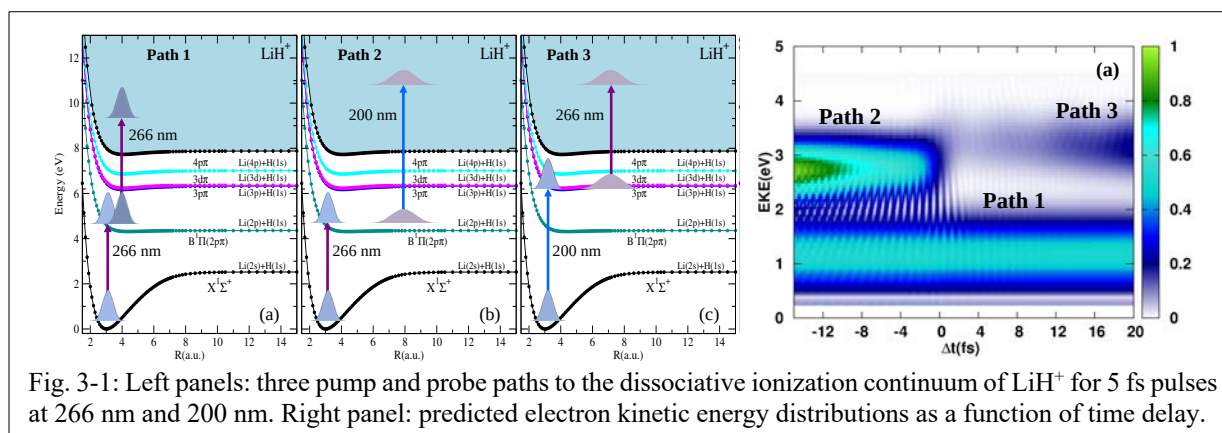 Path 1
LiH+
266 nm
266 nm
4pπ
3dπ
3pπ
Li(4p)+H(1s)
Li(3d)+H(1s)
Li(3p)+H(1s)
Li(2p)+H(1s)
B¹Π(2pπ)
Li(2s)+H(1s)
X¹Σ⁺
(a)
Energy (eV)
12
10
8
6
4
2
0
2 4 6 8 10 12 14
R(a.u.)
Path 2
LiH+
200 nm
266 nm
4pπ
3dπ
3pπ
Li(4p)+H(1s)
Li(3d)+H(1s)
Li(3p)+H(1s)
Li(2p)+H(1s)
B¹Π(2pπ)
Li(2s)+H(1s)
X¹Σ⁺
(b)
2 4 6 8 10 12 14
R(a.u.)
Path 3
LiH+
266 nm
200 nm
4pπ
3dπ
3pπ
Li(4p)+H(1s)
Li(3d)+H(1s)
Li(3p)+H(1s)
Li(2p)+H(1s)
B¹Π(2pπ)
Li(2s)+H(1s)
X¹Σ⁺
(c)
2 4 6 8 10 12 14
R(a.u.)
(a)
Path 2
Path 3
Path 1
EKE(eV)
5
4
3
2
1
0
-12 -8 -4 0 4 8 12 16 20
Δt(fs)
1
0.8
0.6
0.4
0.2
0
Fig. 3-1: Left panels: three pump and probe paths to the dissociative ionization continuum of LiH⁺ for 5 fs pulses
at 266 nm and 200 nm. Right panel: predicted electron kinetic energy distributions as a function of time delay.